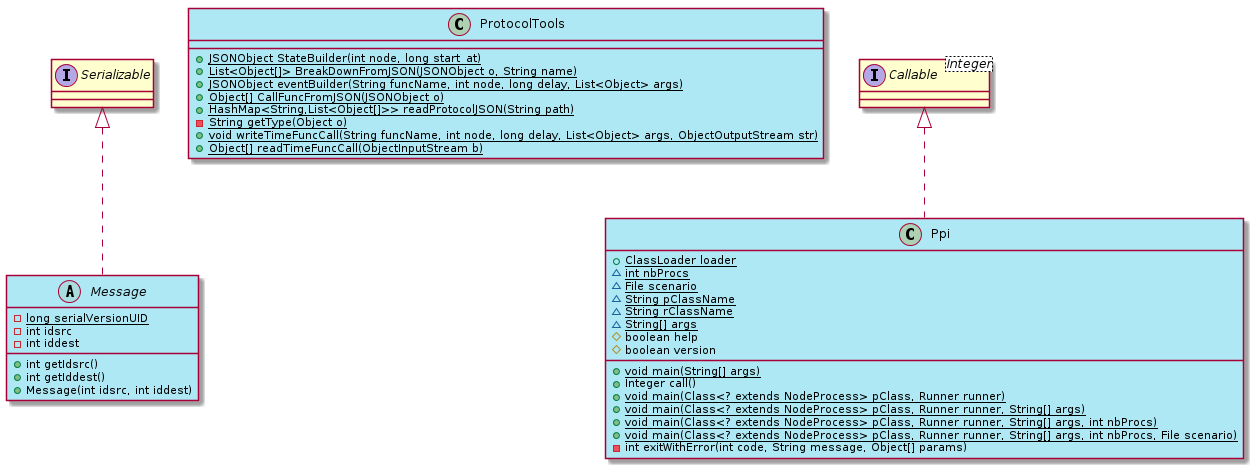 I Serializable
C ProtocolTools
JSONObject StateBuilder(int node, long start_at)
List<Object[]> BreakDownFromJSON(JSONObject o, String name)
JSONObject eventBuilder(String funcName, int node, long delay, List<Object> args)
Object[] CallFuncFromJSON(JSONObject o)
HashMap<String,List<Object[]>> readProtocolJSON(String path)
String getType(Object o)
void writeTimeFuncCall(String funcName, int node, long delay, List<Object> args, ObjectOutputStream str)
Object[] readTimeFuncCall(ObjectInputStream b)
I Callable
Integer
A Message
long serialVersionUID
int idsrc
int iddest
int getIdsrc()
int getIddest()
Message(int idsrc, int iddest)
C Ppi
ClassLoader loader
int nbProcs
File scenario
String pClassName
String rClassName
String[] args
boolean help
boolean version
void main(String[] args)
Integer call()
void main(Class<? extends NodeProcess> pClass, Runner runner)
void main(Class<? extends NodeProcess> pClass, Runner runner, String[] args)
void main(Class<? extends NodeProcess> pClass, Runner runner, String[] args, int nbProcs)
void main(Class<? extends NodeProcess> pClass, Runner runner, String[] args, int nbProcs, File scenario)
int exitWithError(int code, String message, Object[] params)